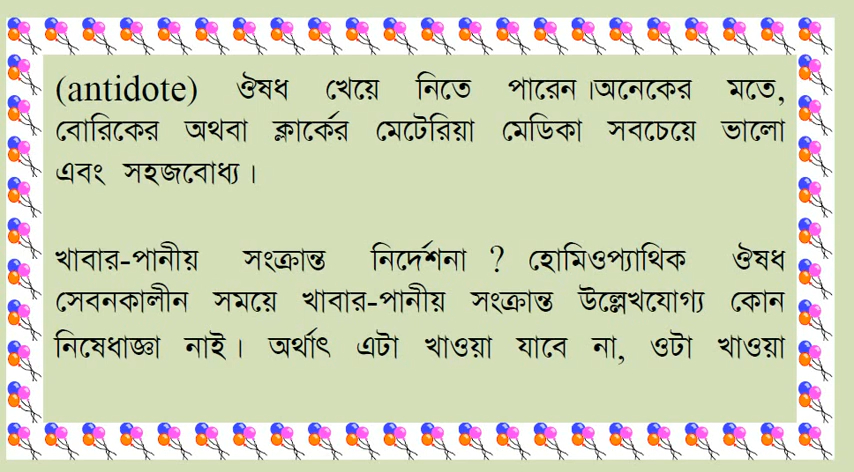 (antidote) ঔষধ খেয়ে নিতে পারেন।অনেকের মতে,
বোরিকের অথবা ক্লার্কের মেটেরিয়া মেডিকা সবচেয়ে ভালো
এবং সহজবোধ্য।
খাবার-পানীয় সংক্রান্ত নির্দেশনা ? হোমিওপ্যাথিক ঔষধ
সেবনকালীন সময়ে খাবার-পানীয় সংক্রান্ত উল্লেখযোগ্য কোন
নিষেধাজ্ঞা নাই। অর্থাৎ এটা খাওয়া যাবে না, ওটা খাওয়া